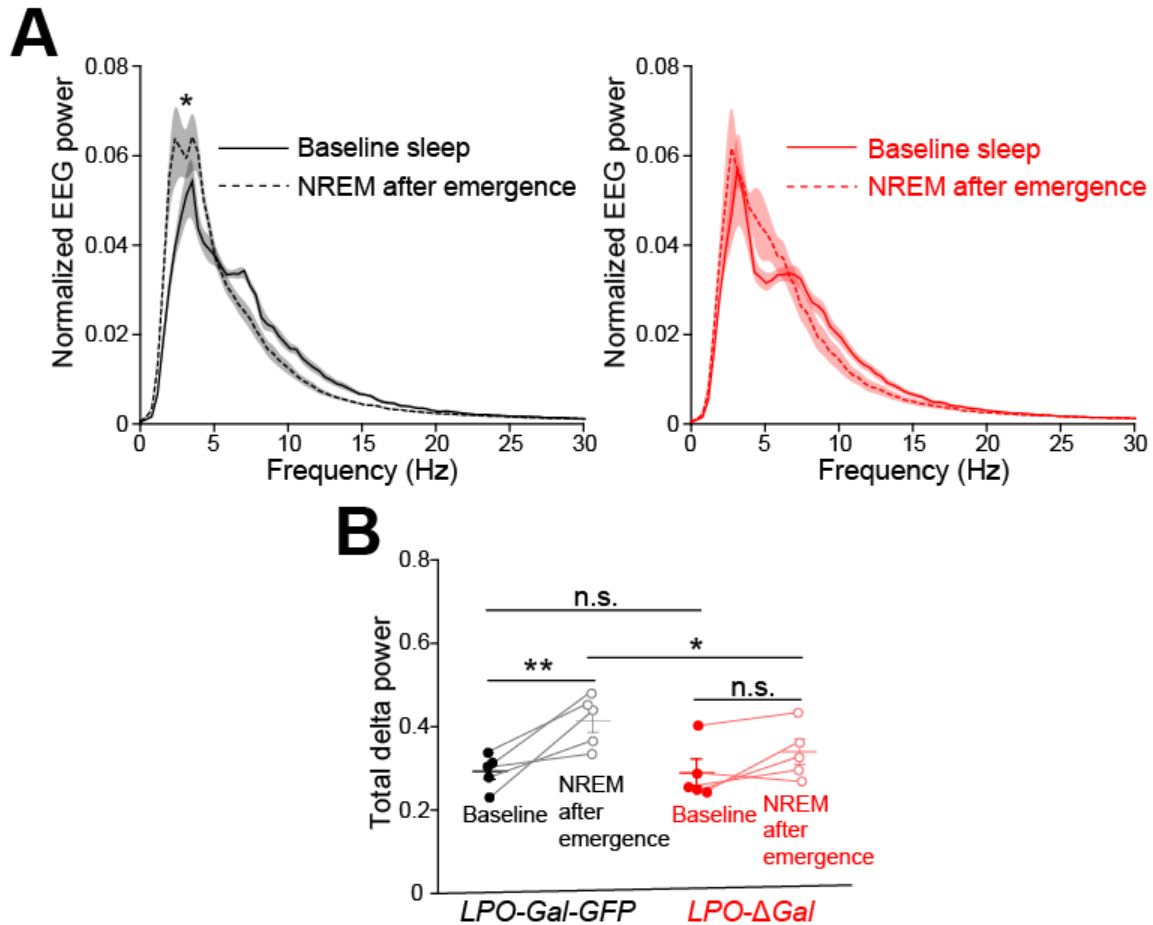 A
Normalized EEG power
0.08
0.06
0.04
0.02
0
*
Baseline sleep
NREM after emergence
0 5 10 15 20 25 30
Frequency (Hz)
Normalized EEG power
0.08
0.06
0.04
0.02
0
Baseline sleep
NREM after emergence
0 5 10 15 20 25 30
Frequency (Hz)
B
Total delta power
0.8
0.6
0.4
0.2
0
n.s.
*
**
n.s.
Baseline
NREM
after
emergence
Baseline
NREM
after
emergence
LPO-Gal-GFP
LPO-ΔGal